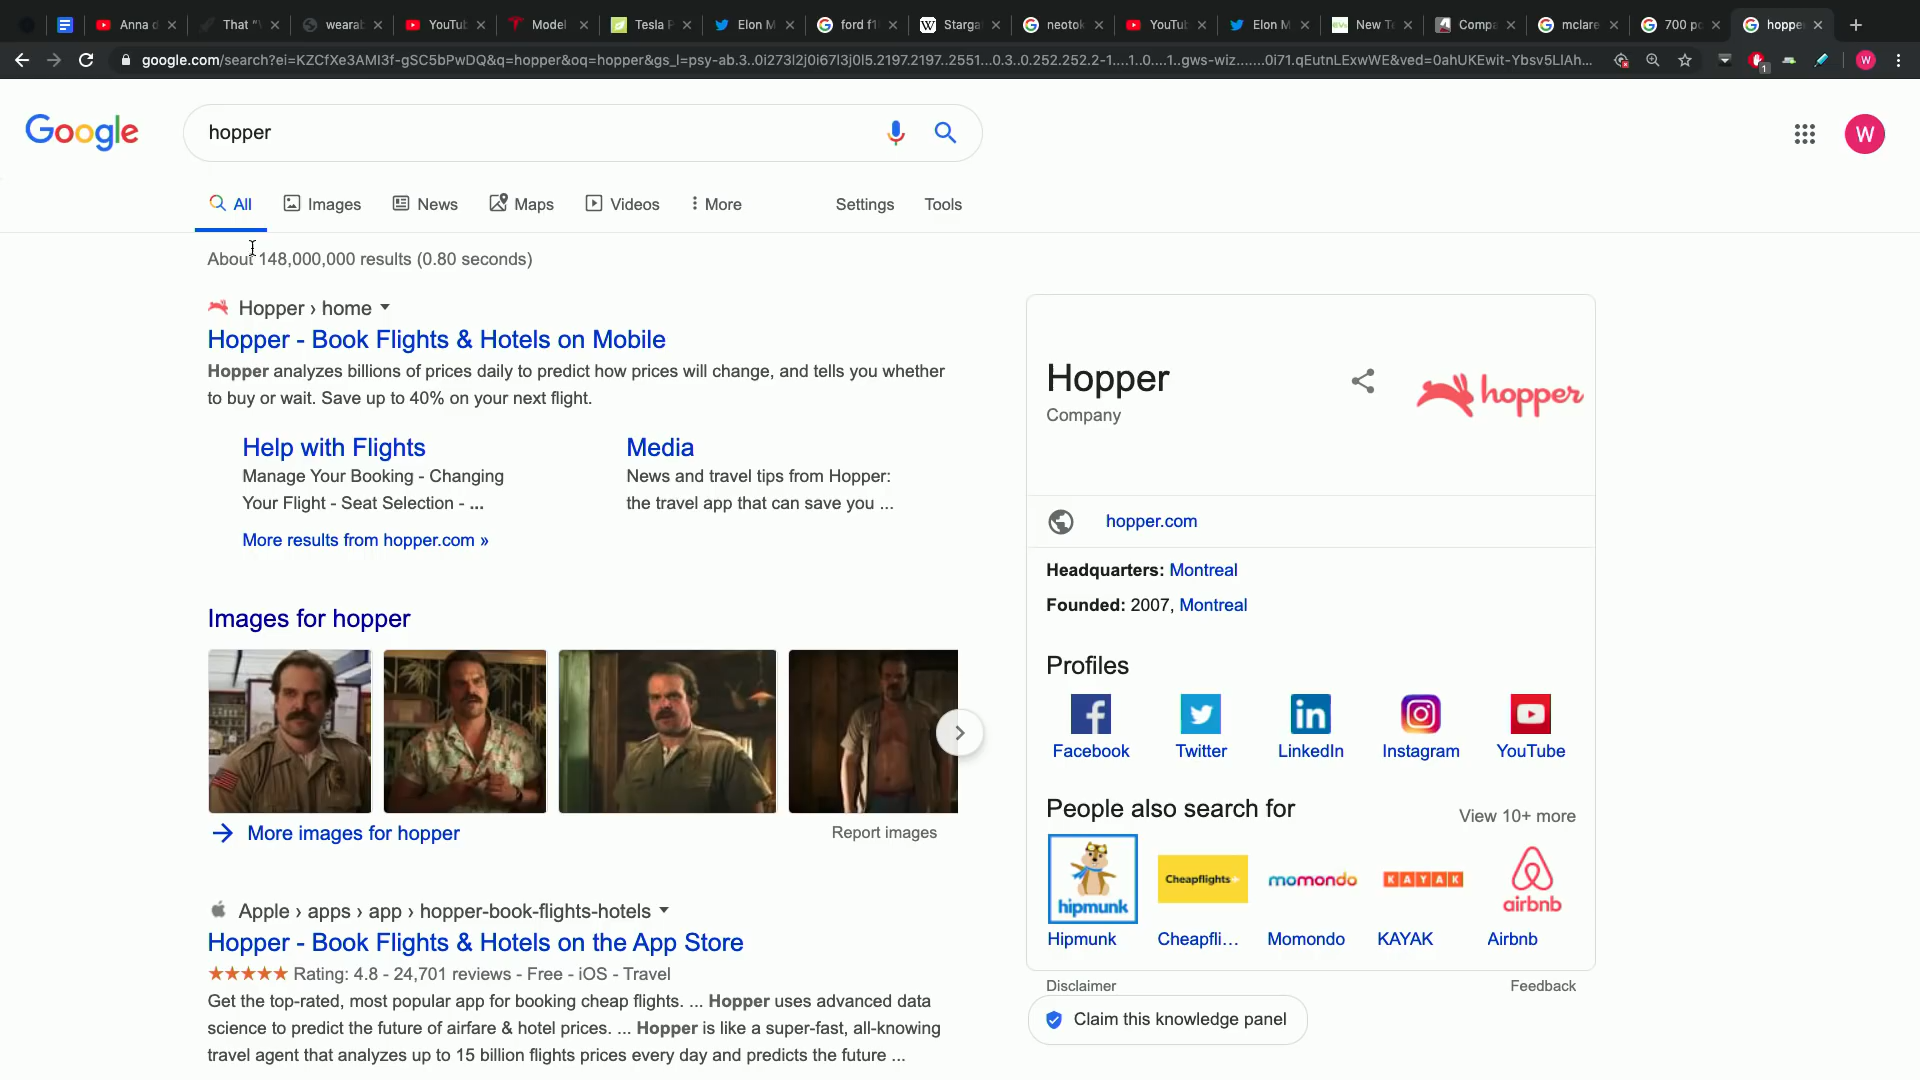 Anna d
That "
wearab
YouTub
Model
Tesla P
Elon M
ford f1
Starga
neotok
YouTub
Elon M
New Te
Compa
mclare
700 po
hopper
google.com/search?ei=KZCfXe3AMI3f-gSC5bPwDQ&q=hopper&oq=hopper&gs_l=psy-ab.3..0i273l2j0i67l3j0l5.2197.2197..2551...0.3..0.252.252.2-1....1..0....1..gws-wiz.......0i71.qEutnLExwWE&ved=0ahUKEwit-Ybsv5LlAh...
1
W
Google
hopper
W
All
Images
News
Maps
Videos
More
Settings
Tools
About 148,000,000 results (0.80 seconds)
Hopper › home
Hopper - Book Flights & Hotels on Mobile
Hopper analyzes billions of prices daily to predict how prices will change, and tells you whether
to buy or wait. Save up to 40% on your next flight.
Help with Flights
Manage Your Booking - Changing
Your Flight - Seat Selection - ...
Media
News and travel tips from Hopper:
the travel app that can save you ...
More results from hopper.com »
Images for hopper
More images for hopper
Report images
Apple › apps › app › hopper-book-flights-hotels
Hopper - Book Flights & Hotels on the App Store
Rating: 4.8 - 24,701 reviews - Free - iOS - Travel
Get the top-rated, most popular app for booking cheap flights. ... Hopper uses advanced data
science to predict the future of airfare & hotel prices. ... Hopper is like a super-fast, all-knowing
travel agent that analyzes up to 15 billion flights prices every day and predicts the future ...
Hopper
Company
hopper
hopper.com
Headquarters: Montreal
Founded: 2007, Montreal
Profiles
Facebook
Twitter
LinkedIn
Instagram
YouTube
People also search for
View 10+ more
hipmunk
Cheapflights
momondo
KAYAK
airbnb
Hipmunk
Cheapfli...
Momondo
KAYAK
Airbnb
Disclaimer
Feedback
Claim this knowledge panel